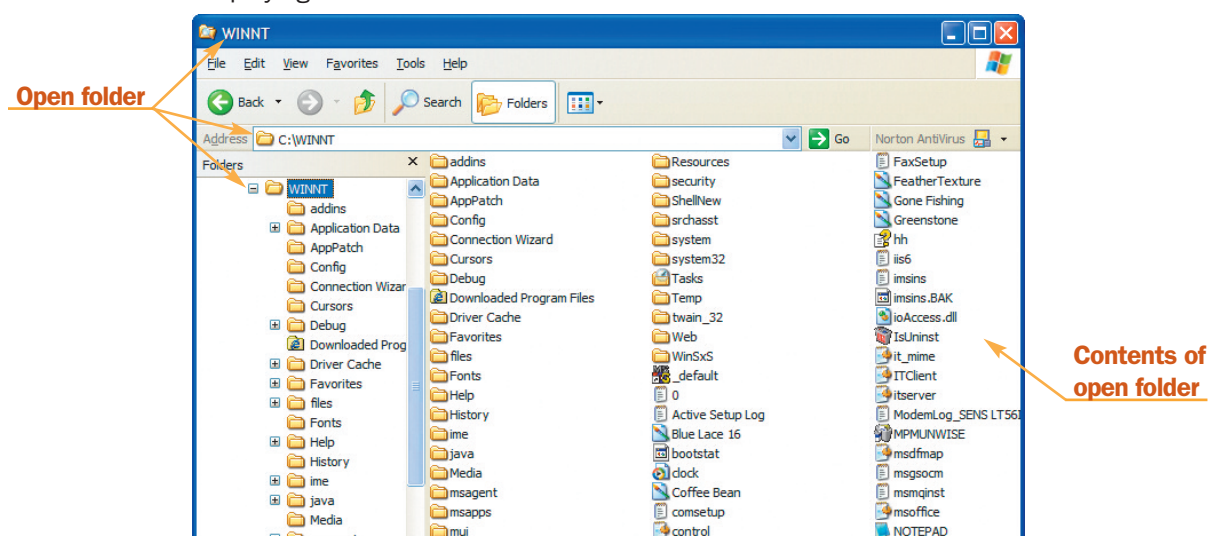 WINNT
File Edit View Favorites Tools Help
Open folder
Back Search Folders
Address C:\WINNT Go Norton AntiVirus
Folders X
WINNT
addins
Application Data
AppPatch
Config
Connection Wizar
Cursors
Debug
Downloaded Prog
Driver Cache
Favorites
files
Fonts
Help
History
ime
java
Media
addins
Application Data
AppPatch
Config
Connection Wizard
Cursors
Debug
Downloaded Program Files
Driver Cache
Favorites
files
Fonts
Help
History
ime
java
Media
msagent
msapps
mui
Resources
security
ShellNew
srchasst
system
system32
Tasks
Temp
twain_32
Web
WinSxS
_default
0
Active Setup Log
Blue Lace 16
bootstat
clock
Coffee Bean
comsetup
control
FaxSetup
FeatherTexture
Gone Fishing
Greenstone
hh
iis6
imsins
imsins.BAK
ioAccess.dll
IsUninst
it_mime
ITClient
itserver
ModemLog_SENS LT56
MPMUNWISE
msdfmap
msgsocm
msmqinst
msoffice
NOTEPAD
Contents of
open folder